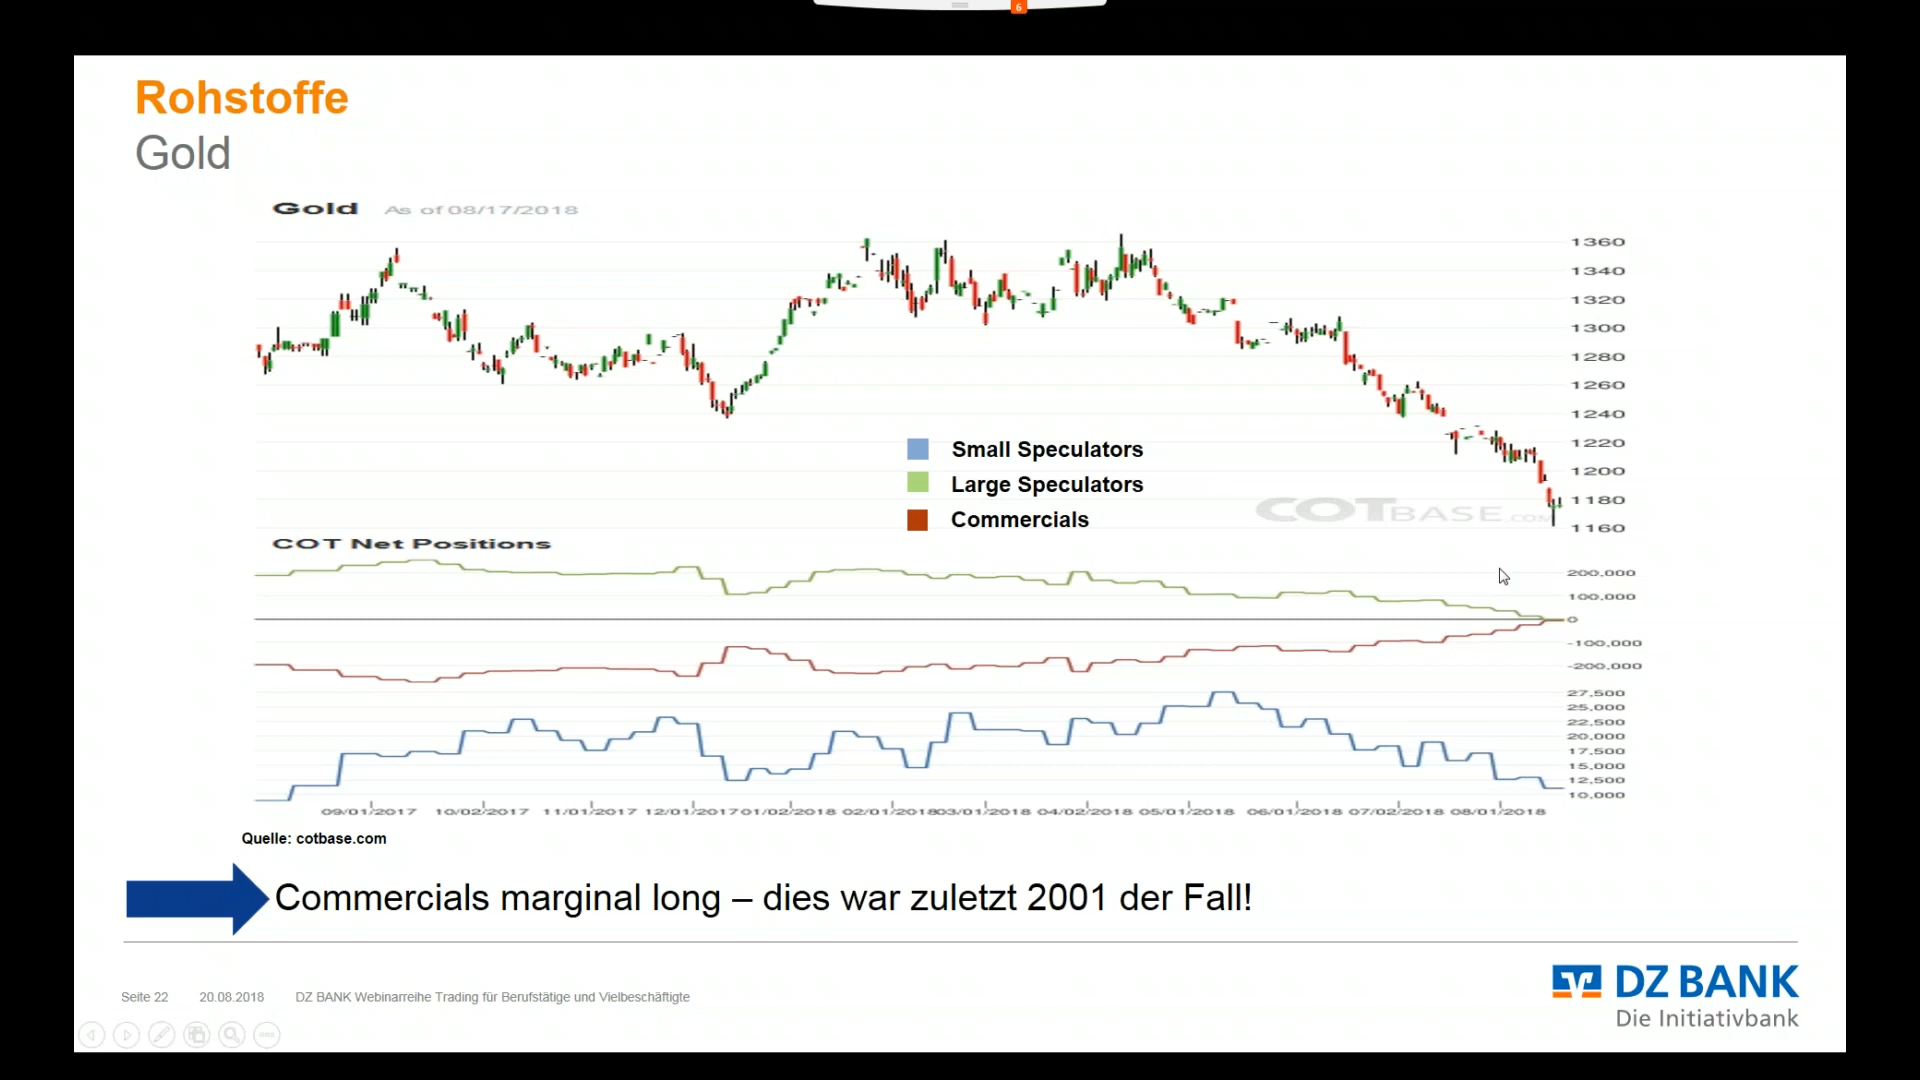 6
Rohstoffe
Gold
Gold As of 08/17/2018
1360
1340
1320
1300
1280
1260
1240
1220
1200
1180
1160
Small Speculators
Large Speculators
Commercials
COTBASE.COM
COT Net Positions
200,000
100,000
0
-100,000
-200,000
27,500
25,000
22,500
20,000
17,500
15,000
12,500
10,000
09/01/2017 10/02/2017 11/01/2017 12/01/2017 01/02/2018 02/01/2018 03/01/2018 04/02/2018 05/01/2018 06/01/2018 07/02/2018 08/01/2018
Quelle: cotbase.com
Commercials marginal long – dies war zuletzt 2001 der Fall!
Seite 22 20.08.2018 DZ BANK Webinarreihe Trading für Berufstätige und Vielbeschäftigte
DZ BANK
Die Initiativbank